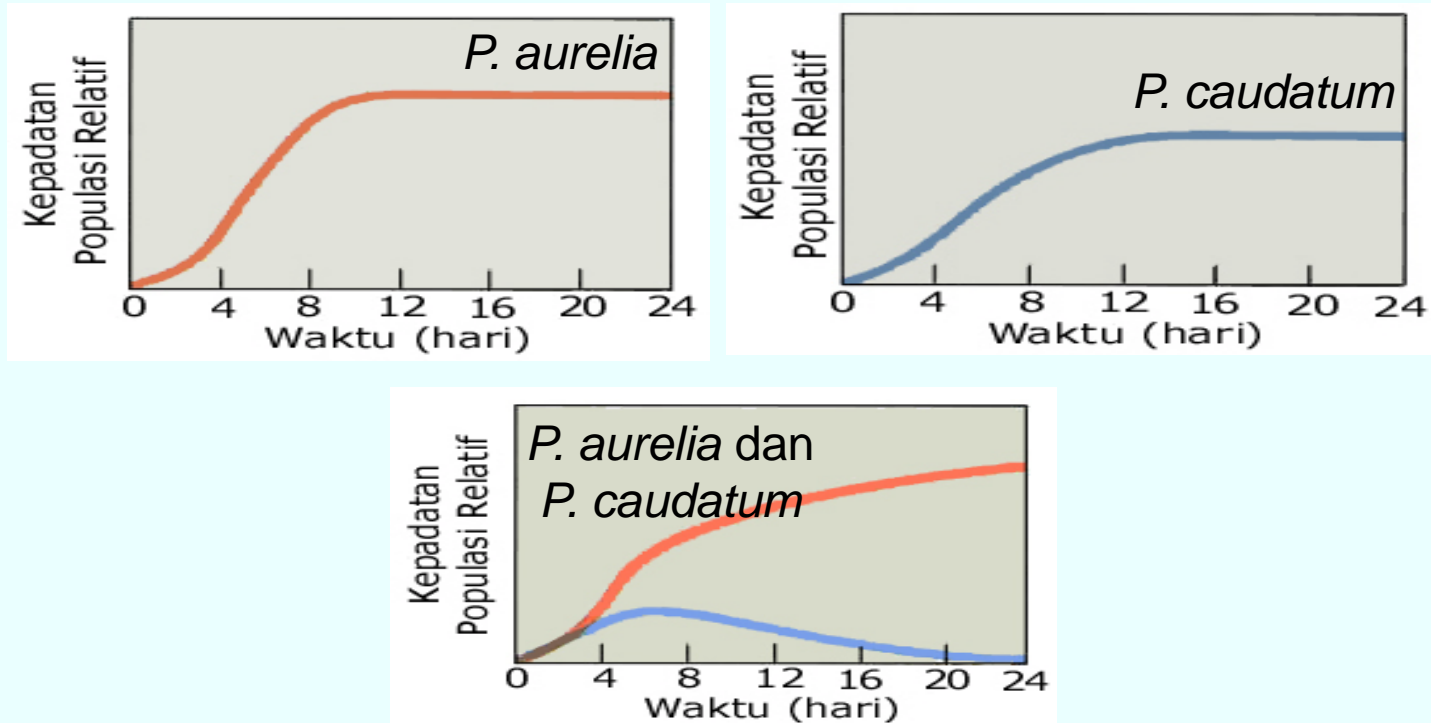 P. aurelia
Kepadatan
Populasi Relatif
0 4 8 12 16 20 24
Waktu (hari)
P. caudatum
Kepadatan
Populasi Relatif
0 4 8 12 16 20 24
Waktu (hari)
P. aurelia dan
P. caudatum
Kepadatan
Populasi Relatif
0 4 8 12 16 20 24
Waktu (hari)